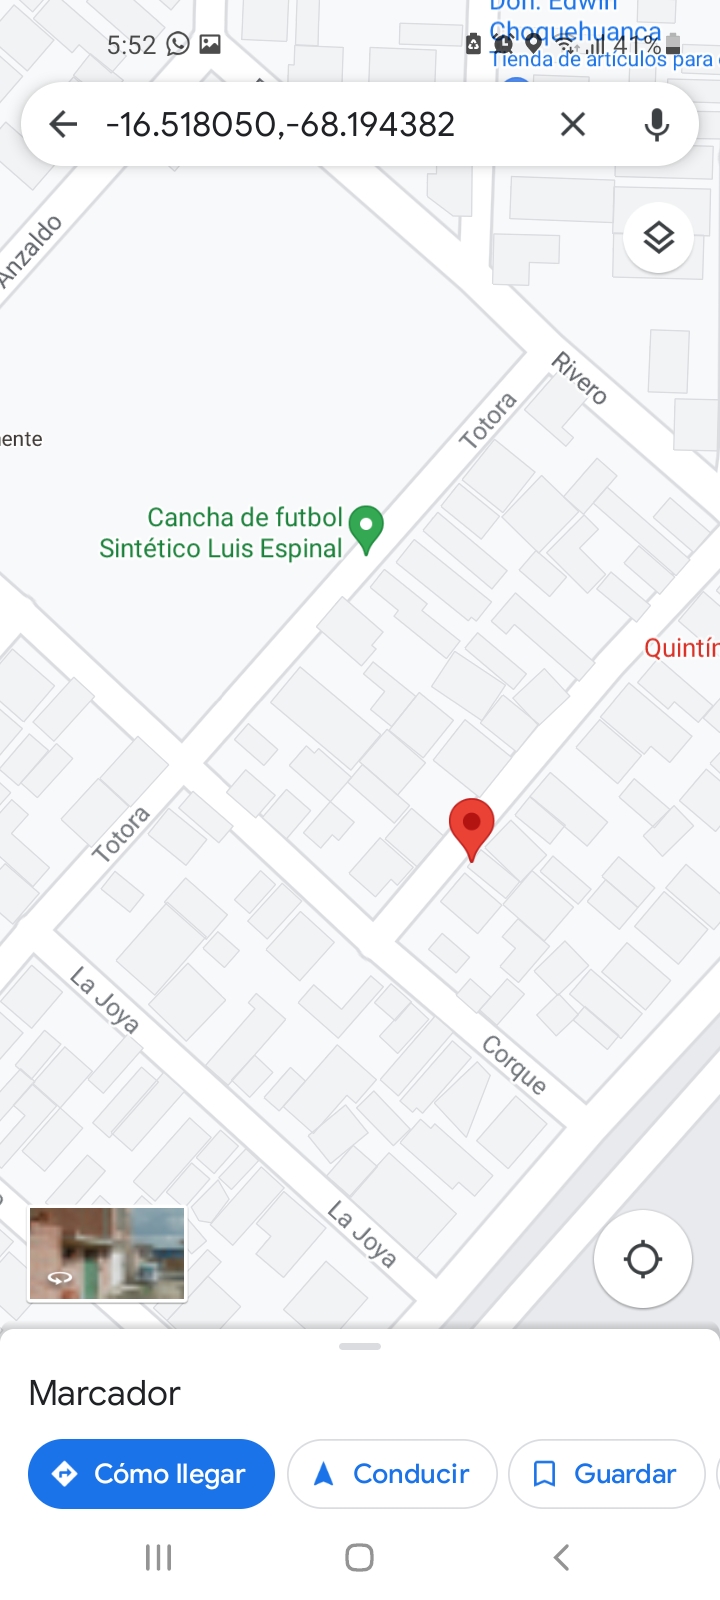 Don. Edwin
5:52
Choquehuanca
41%
Tienda de artículos para
-16.518050,-68.194382
Anzaldo
Rivero
Totora
ente
Cancha de futbol
Sintético Luis Espinal
Quintín
Totora
La Joya
Corque
La Joya
Marcador
Cómo llegar
Conducir
Guardar